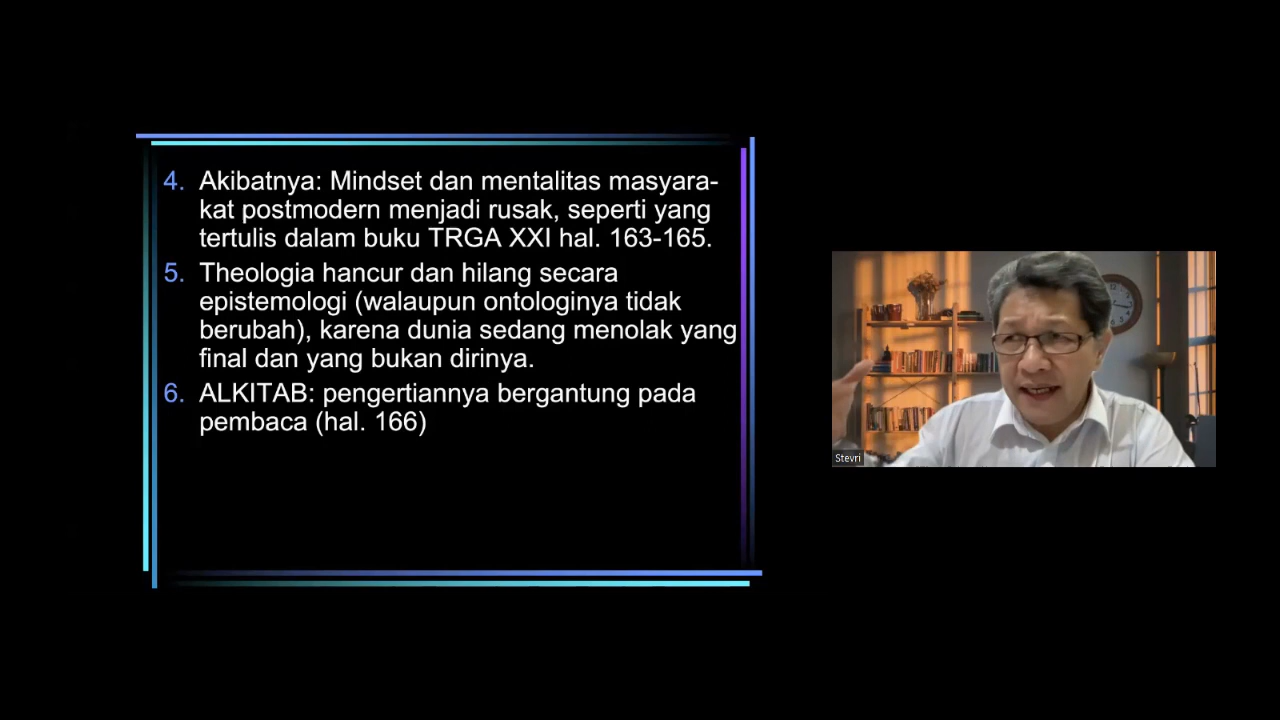 4. Akibatnya: Mindset dan mentalitas masyara-
kat postmodern menjadi rusak, seperti yang
tertulis dalam buku TRGA XXI hal. 163-165.
5. Theologia hancur dan hilang secara
epistemologi (walaupun ontologinya tidak
berubah), karena dunia sedang menolak yang
final dan yang bukan dirinya.
6. ALKITAB: pengertiannya bergantung pada
pembaca (hal. 166)
Stevri